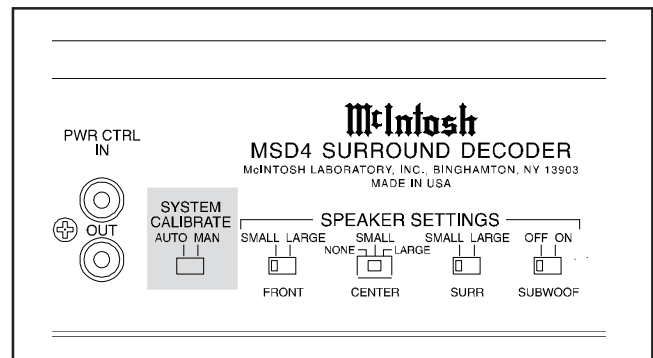 McIntosh
MSD4 SURROUND DECODER
McINTOSH LABORATORY, INC., BINGHAMTON, NY 13903
MADE IN USA
PWR CTRL
IN
OUT
SYSTEM
CALIBRATE
AUTO MAN
SPEAKER SETTINGS
SMALL LARGE
FRONT
SMALL
NONE LARGE
CENTER
SMALL LARGE
SURR
OFF ON
SUBWOOF